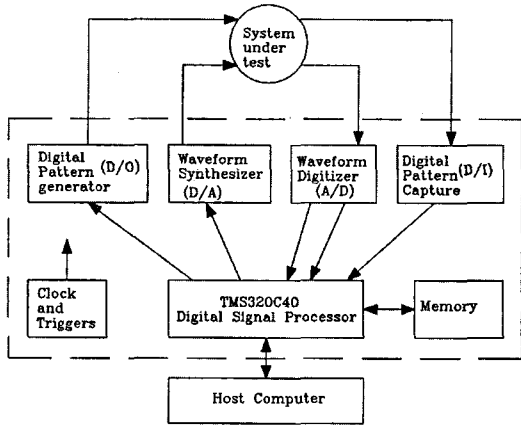 System
under
test
Digital (D/O)
Pattern
generator
Waveform
Synthesizer
(D/A)
Waveform
Digitizer
(A/D)
Digital (D/I)
Pattern
Capture
Clock
and
Triggers
TMS320C40
Digital Signal Processor
Memory
Host Computer